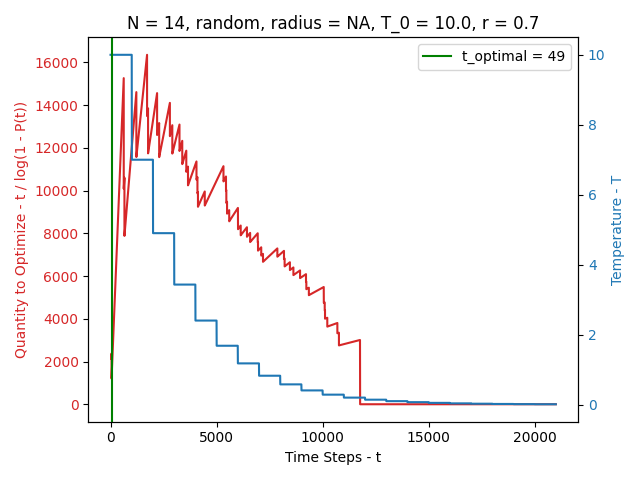 N = 14, random, radius = NA, T_0 = 10.0, r = 0.7
t_optimal = 49
Quantity to Optimize - t / log(1 - P(t))
16000
14000
12000
10000
8000
6000
4000
2000
0
10
8
6
4
2
0
Temperature - T
0 5000 10000 15000 20000
Time Steps - t